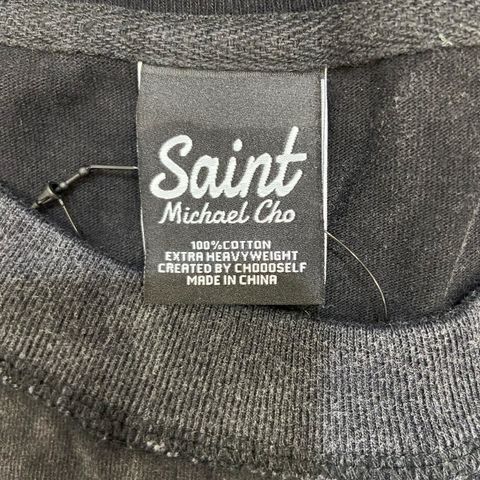 Saint
Michael Cho
100%COTTON
EXTRA HEAVYWEIGHT
CREATED BY CHOOOSELF
MADE IN CHINA